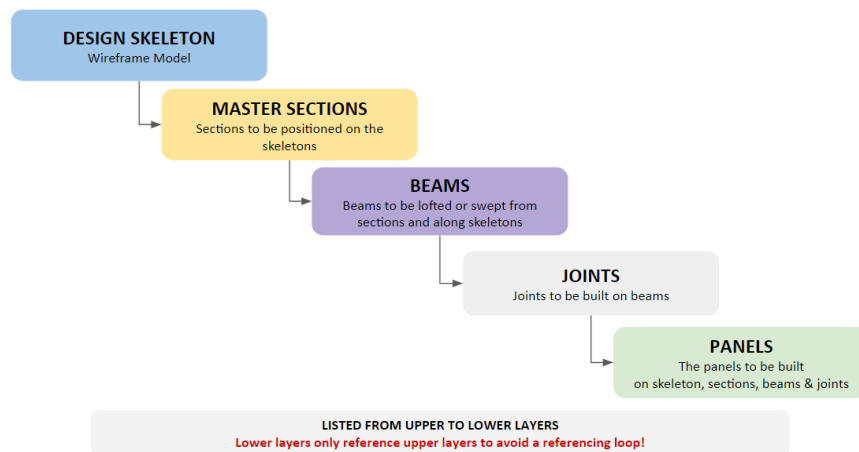 DESIGN SKELETON
Wireframe Model
MASTER SECTIONS
Sections to be positioned on the
skeletons
BEAMS
Beams to be lofted or swept from
sections and along skeletons
JOINTS
Joints to be built on beams
PANELS
The panels to be built
on skeleton, sections, beams & joints
LISTED FROM UPPER TO LOWER LAYERS
Lower layers only reference upper layers to avoid a referencing loop!